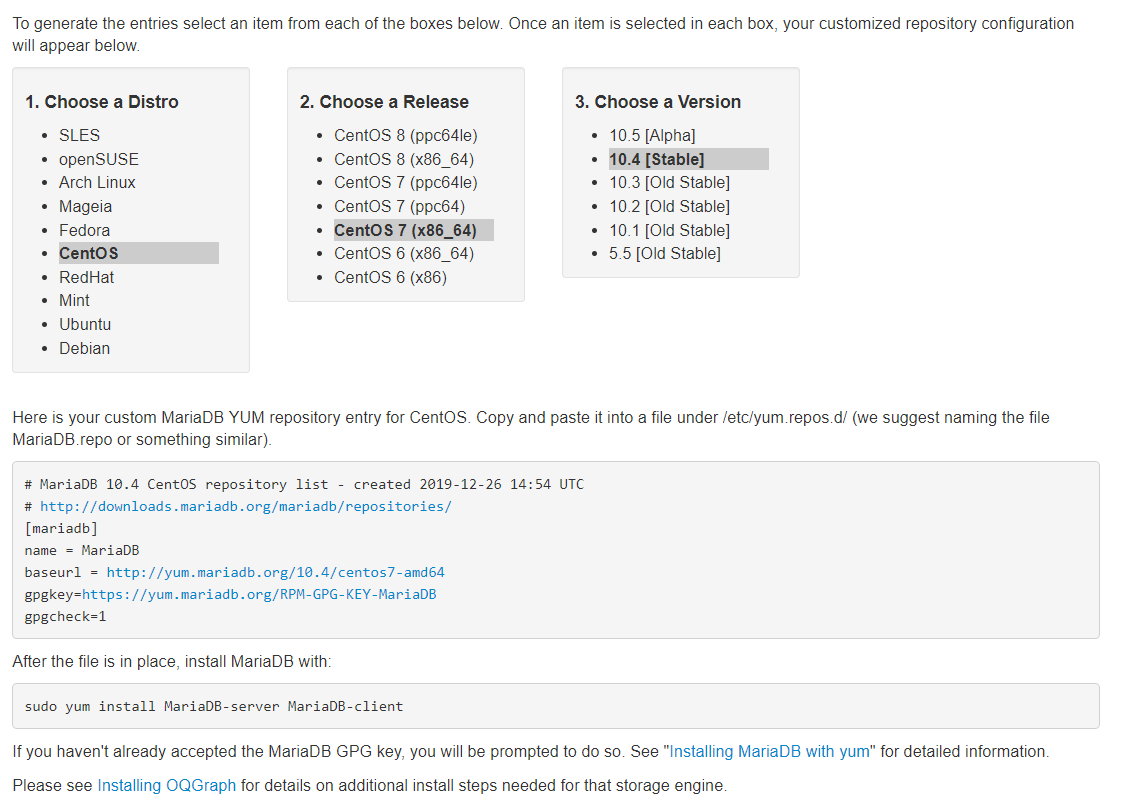 To generate the entries select an item from each of the boxes below. Once an item is selected in each box, your customized repository configuration
will appear below.
1. Choose a Distro
SLES
openSUSE
Arch Linux
Mageia
Fedora
CentOS
RedHat
Mint
Ubuntu
Debian
2. Choose a Release
CentOS 8 (ppc64le)
CentOS 8 (x86_64)
CentOS 7 (ppc64le)
CentOS 7 (ppc64)
CentOS 7 (x86_64)
CentOS 6 (x86_64)
CentOS 6 (x86)
3. Choose a Version
10.5 [Alpha]
10.4 [Stable]
10.3 [Old Stable]
10.2 [Old Stable]
10.1 [Old Stable]
5.5 [Old Stable]
Here is your custom MariaDB YUM repository entry for CentOS. Copy and paste it into a file under /etc/yum.repos.d/ (we suggest naming the file
MariaDB.repo or something similar).
# MariaDB 10.4 CentOS repository list - created 2019-12-26 14:54 UTC
# http://downloads.mariadb.org/mariadb/repositories/
[mariadb]
name = MariaDB
baseurl = http://yum.mariadb.org/10.4/centos7-amd64
gpgkey=https://yum.mariadb.org/RPM-GPG-KEY-MariaDB
gpgcheck=1
After the file is in place, install MariaDB with:
sudo yum install MariaDB-server MariaDB-client
If you haven't already accepted the MariaDB GPG key, you will be prompted to do so. See "Installing MariaDB with yum" for detailed information.
Please see Installing OQGraph for details on additional install steps needed for that storage engine.